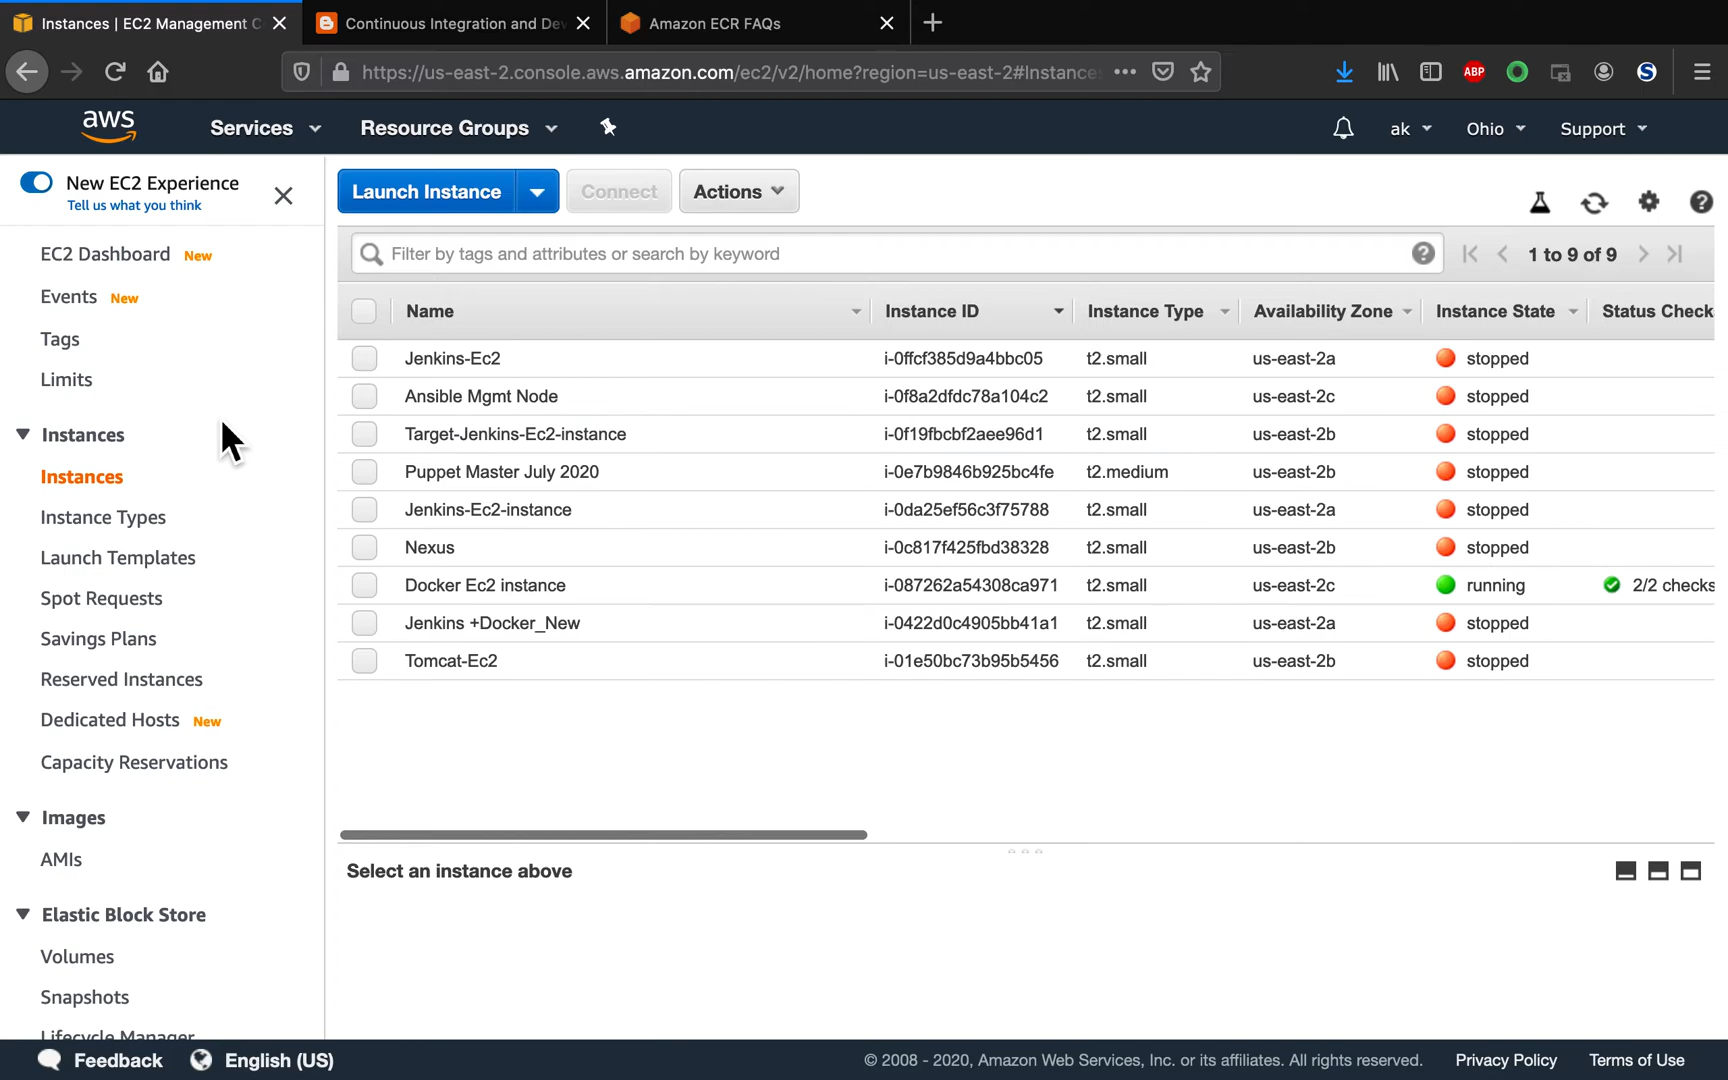 Instances | EC2 Management C
Continuous Integration and Dev
Amazon ECR FAQs
https://us-east-2.console.aws.amazon.com/ec2/v2/home?region=us-east-2#Instances
ABP
S
aws
Services
Resource Groups
ak
Ohio
Support
New EC2 Experience
Tell us what you think
Launch Instance
Connect
Actions
EC2 Dashboard New
Events New
Tags
Limits
Instances
Instances
Instance Types
Launch Templates
Spot Requests
Savings Plans
Reserved Instances
Dedicated Hosts New
Capacity Reservations
Images
AMIs
Elastic Block Store
Volumes
Snapshots
Lifecycle Manager
Filter by tags and attributes or search by keyword
1 to 9 of 9
Name Instance ID Instance Type Availability Zone Instance State Status Check
Jenkins-Ec2 i-0ffcf385d9a4bbc05 t2.small us-east-2a stopped
Ansible Mgmt Node i-0f8a2dfdc78a104c2 t2.small us-east-2c stopped
Target-Jenkins-Ec2-instance i-0f19fbcbf2aee96d1 t2.small us-east-2b stopped
Puppet Master July 2020 i-0e7b9846b925bc4fe t2.medium us-east-2b stopped
Jenkins-Ec2-instance i-0da25ef56c3f75788 t2.small us-east-2a stopped
Nexus i-0c817f425fbd38328 t2.small us-east-2b stopped
Docker Ec2 instance i-087262a54308ca971 t2.small us-east-2c running 2/2 checks
Jenkins +Docker_New i-0422d0c4905bb41a1 t2.small us-east-2a stopped
Tomcat-Ec2 i-01e50bc73b95b5456 t2.small us-east-2b stopped
Select an instance above
Feedback
English (US)
© 2008 - 2020, Amazon Web Services, Inc. or its affiliates. All rights reserved.
Privacy Policy
Terms of Use